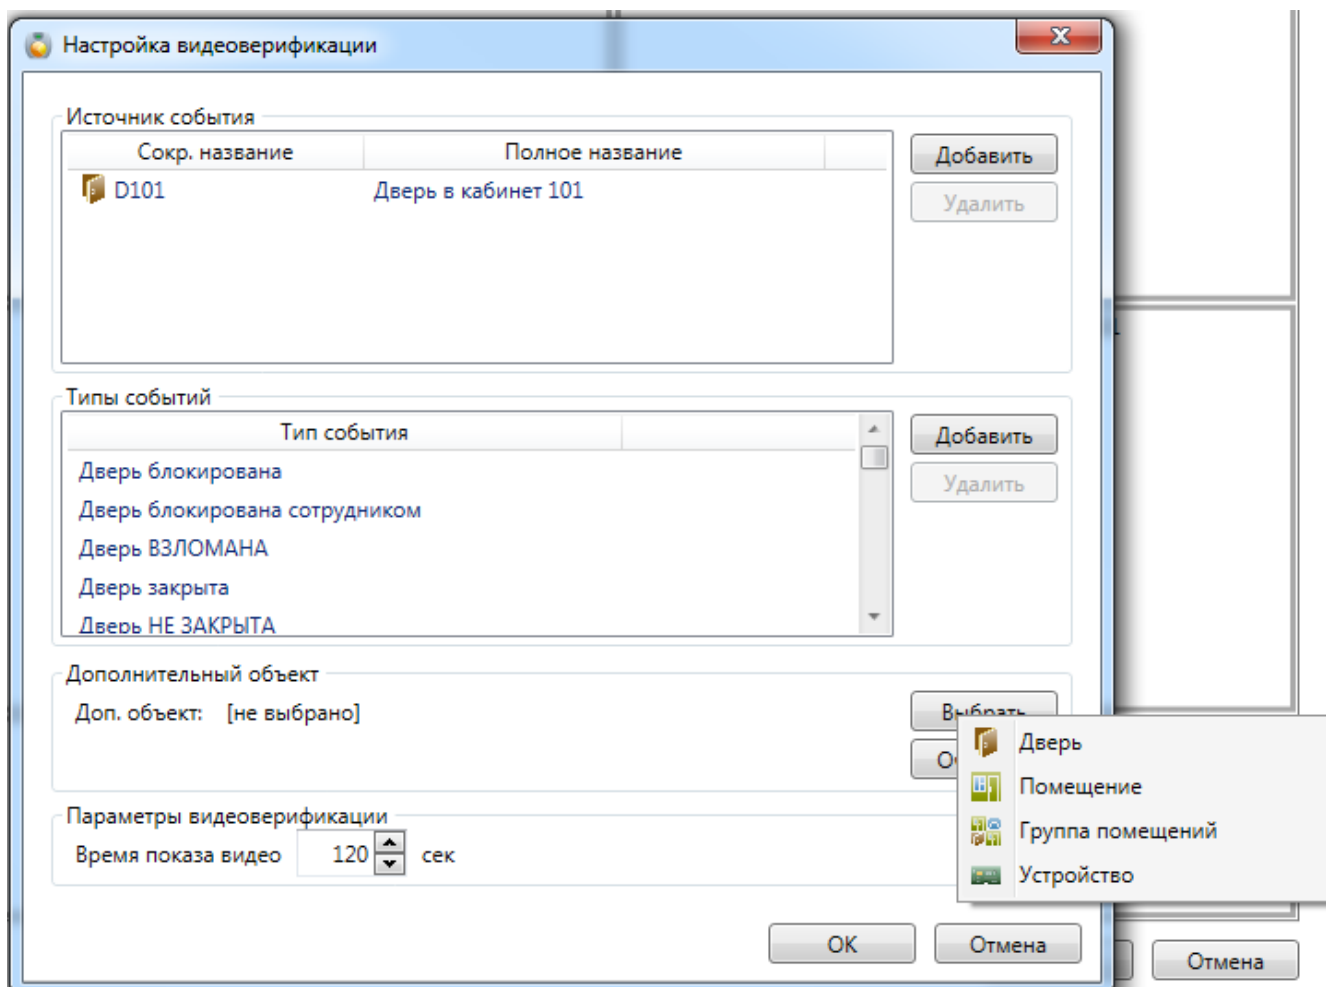 Настройка видеоверификации
Источник события
Сокр. название Полное название
Добавить
D101 Дверь в кабинет 101
Удалить
Типы событий
Тип события
Добавить
Дверь блокирована
Удалить
Дверь блокирована сотрудником
Дверь ВЗЛОМАНА
Дверь закрыта
Дверь НЕ ЗАКРЫТА
Дополнительный объект
Доп. объект: [не выбрано]
Выбрать
Дверь
Помещение
Группа помещений
Устройство
Параметры видеоверификации
Время показа видео 120 сек
OK Отмена
Отмена